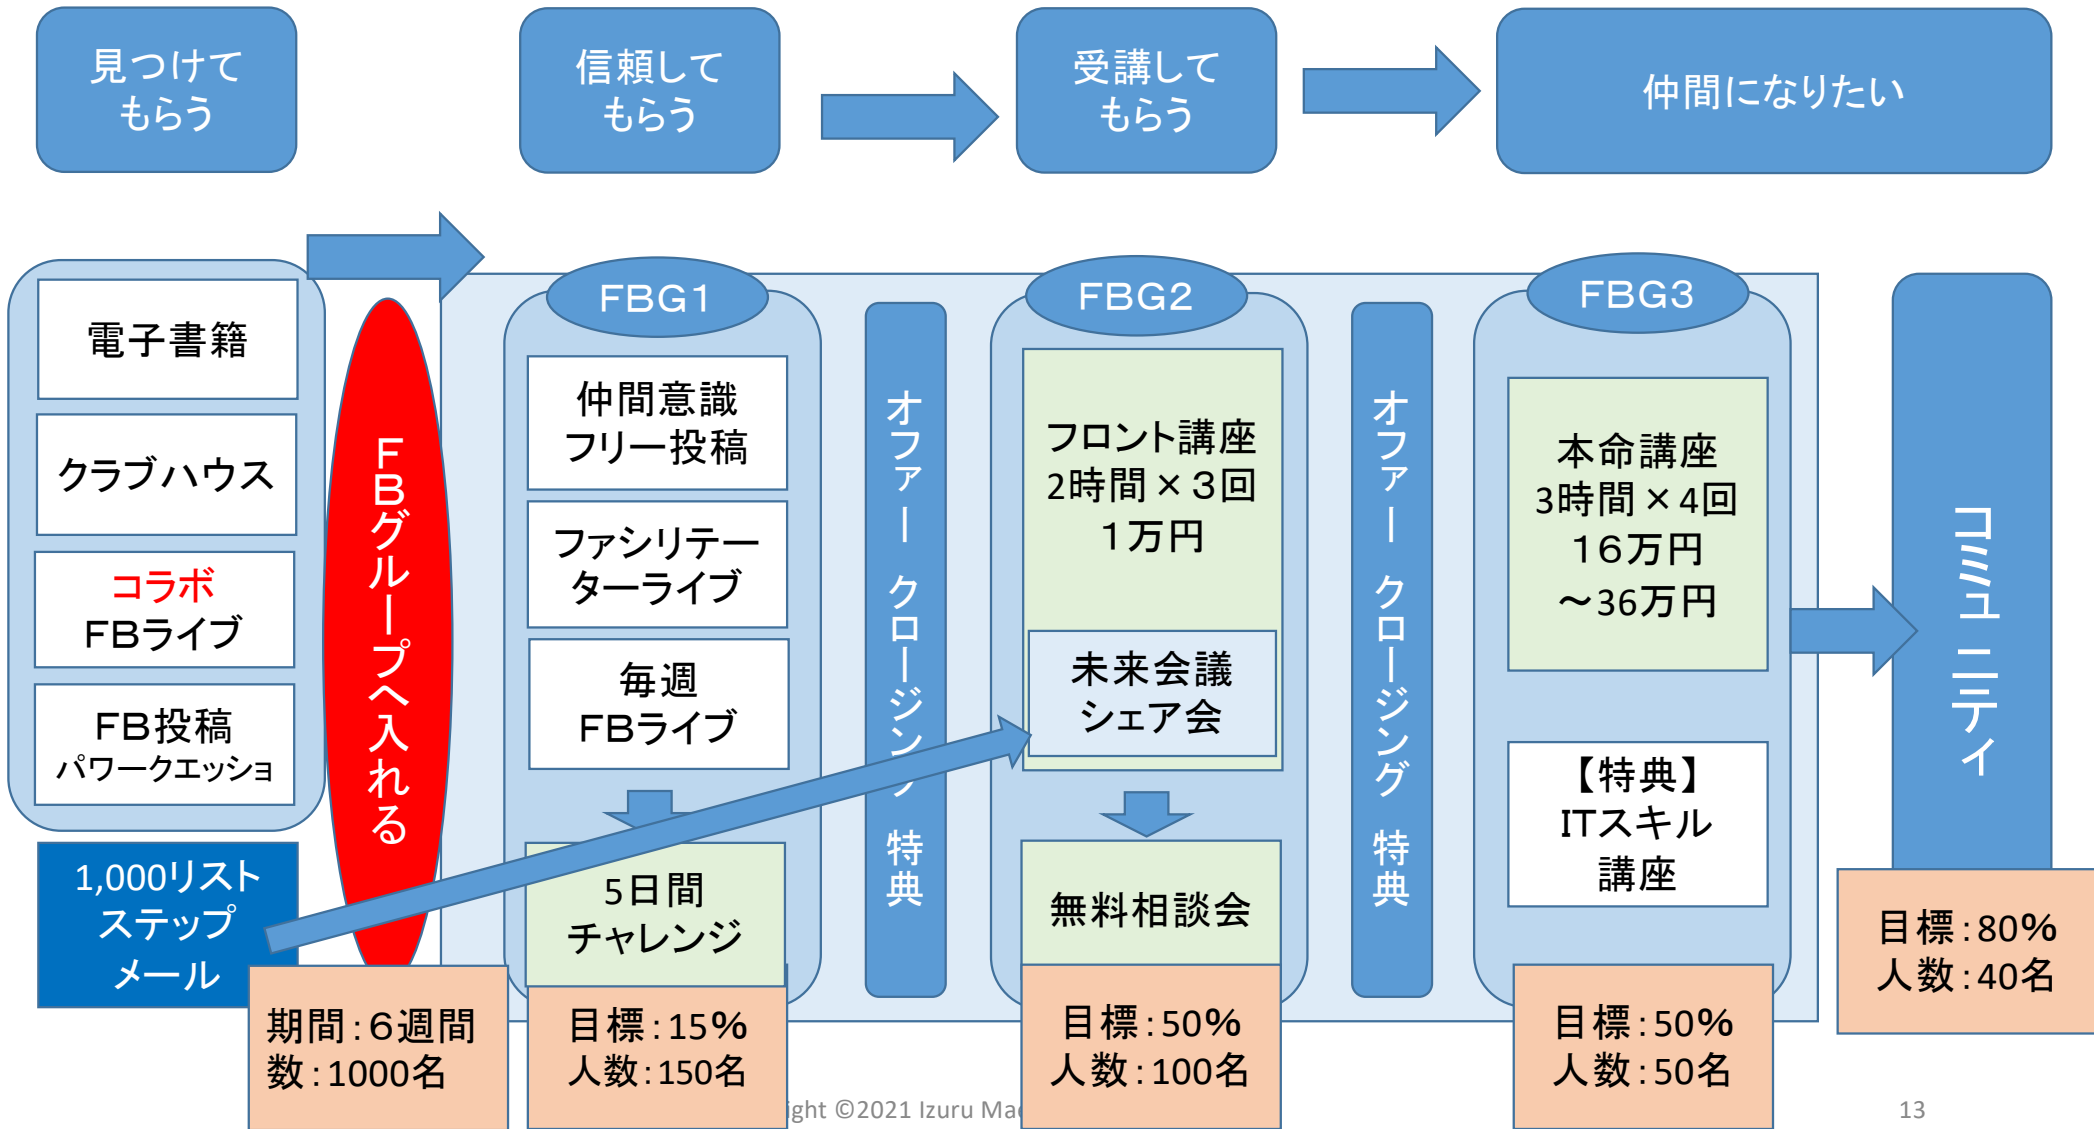 見つけて
もらう
信頼して
もらう
受講して
もらう
仲間になりたい
電子書籍
クラブハウス
コラボ
FBライブ
FB投稿
パワークエッショ
1,000リスト
ステップ
メール
FBグループへ入れる
期間:6週間
数:1000名
FBG1
仲間意識
フリー投稿
ファシリテー
ターライブ
毎週
FBライブ
5日間
チャレンジ
目標:15%
人数:150名
オファー クロージング 特典
FBG2
フロント講座
2時間×3回
1万円
未来会議
シェア会
無料相談会
目標:50%
人数:100名
オファー クロージング 特典
FBG3
本命講座
3時間×4回
16万円
～36万円
【特典】
ITスキル
講座
目標:50%
人数:50名
コミュニティ
目標:80%
人数:40名
ight ©2021 Izuru Ma
13